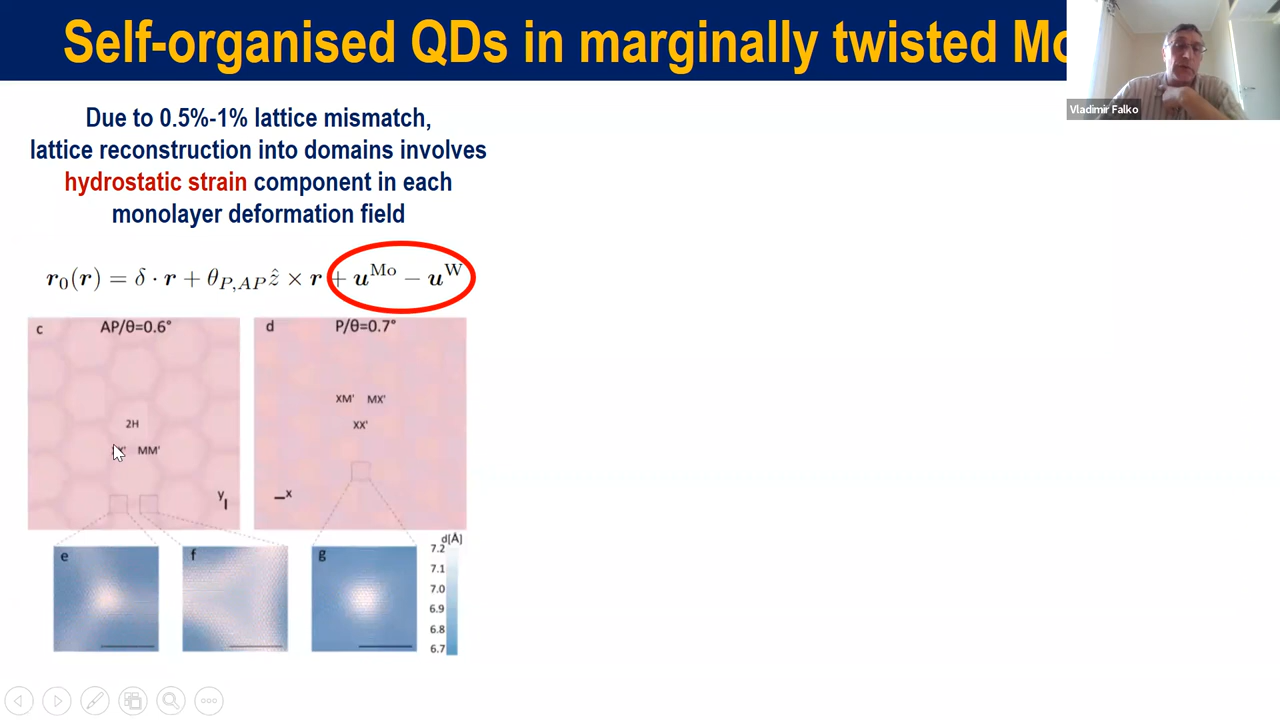 Self-organised QDs in marginally twisted Mo
Vladimir Falko
Due to 0.5%-1% lattice mismatch,
lattice reconstruction into domains involves
hydrostatic strain component in each
monolayer deformation field
r₀(r) = δ · r + θ_{P,AP} ẑ × r + u^{Mo} − u^{W}
c AP/θ=0.6°
d P/θ=0.7°
2H
MM'
XM' MX'
XX'
y
x
e
f
g
d[Å]
7.2
7.1
7.0
6.9
6.8
6.7